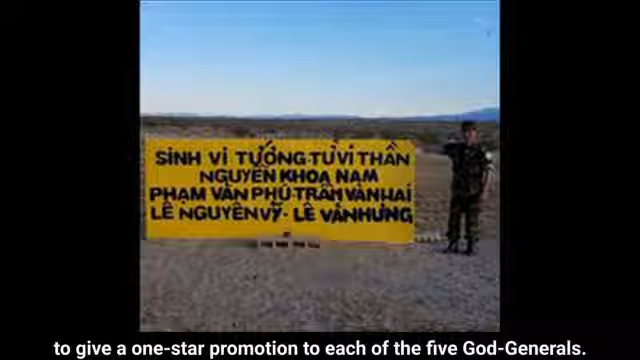 SINH VI TƯỚNG TỬ VI THẦN
NGUYỄN KHOA NAM
PHẠM VĂN PHÚ-TRẦN VĂN HAI
LÊ NGUYÊN VỸ- LÊ VĂN HƯNG
to give a one-star promotion to each of the five God-Generals.